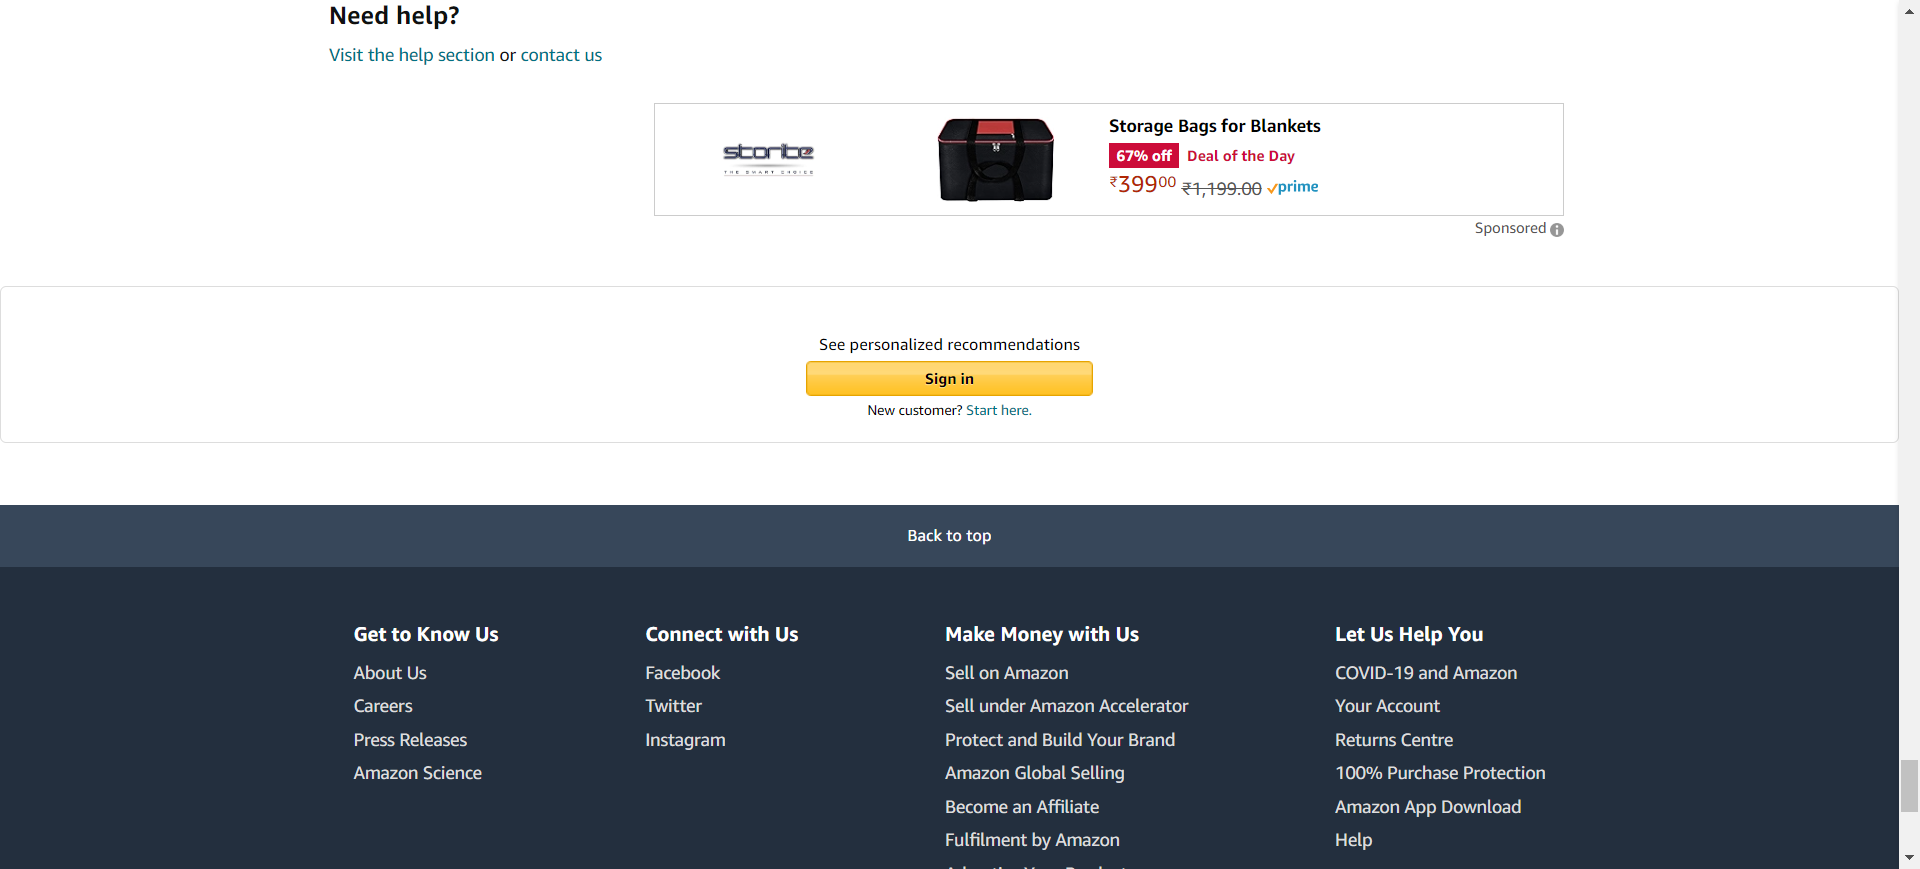 Need help?
Visit the help section or contact us
storite
THE SMART CHOICE
Storage Bags for Blankets
67% off Deal of the Day
₹39900 ₹1,199.00 prime
Sponsored
See personalized recommendations
Sign in
New customer? Start here.
Back to top
Get to Know Us
About Us
Careers
Press Releases
Amazon Science
Connect with Us
Facebook
Twitter
Instagram
Make Money with Us
Sell on Amazon
Sell under Amazon Accelerator
Protect and Build Your Brand
Amazon Global Selling
Become an Affiliate
Fulfilment by Amazon
Let Us Help You
COVID-19 and Amazon
Your Account
Returns Centre
100% Purchase Protection
Amazon App Download
Help